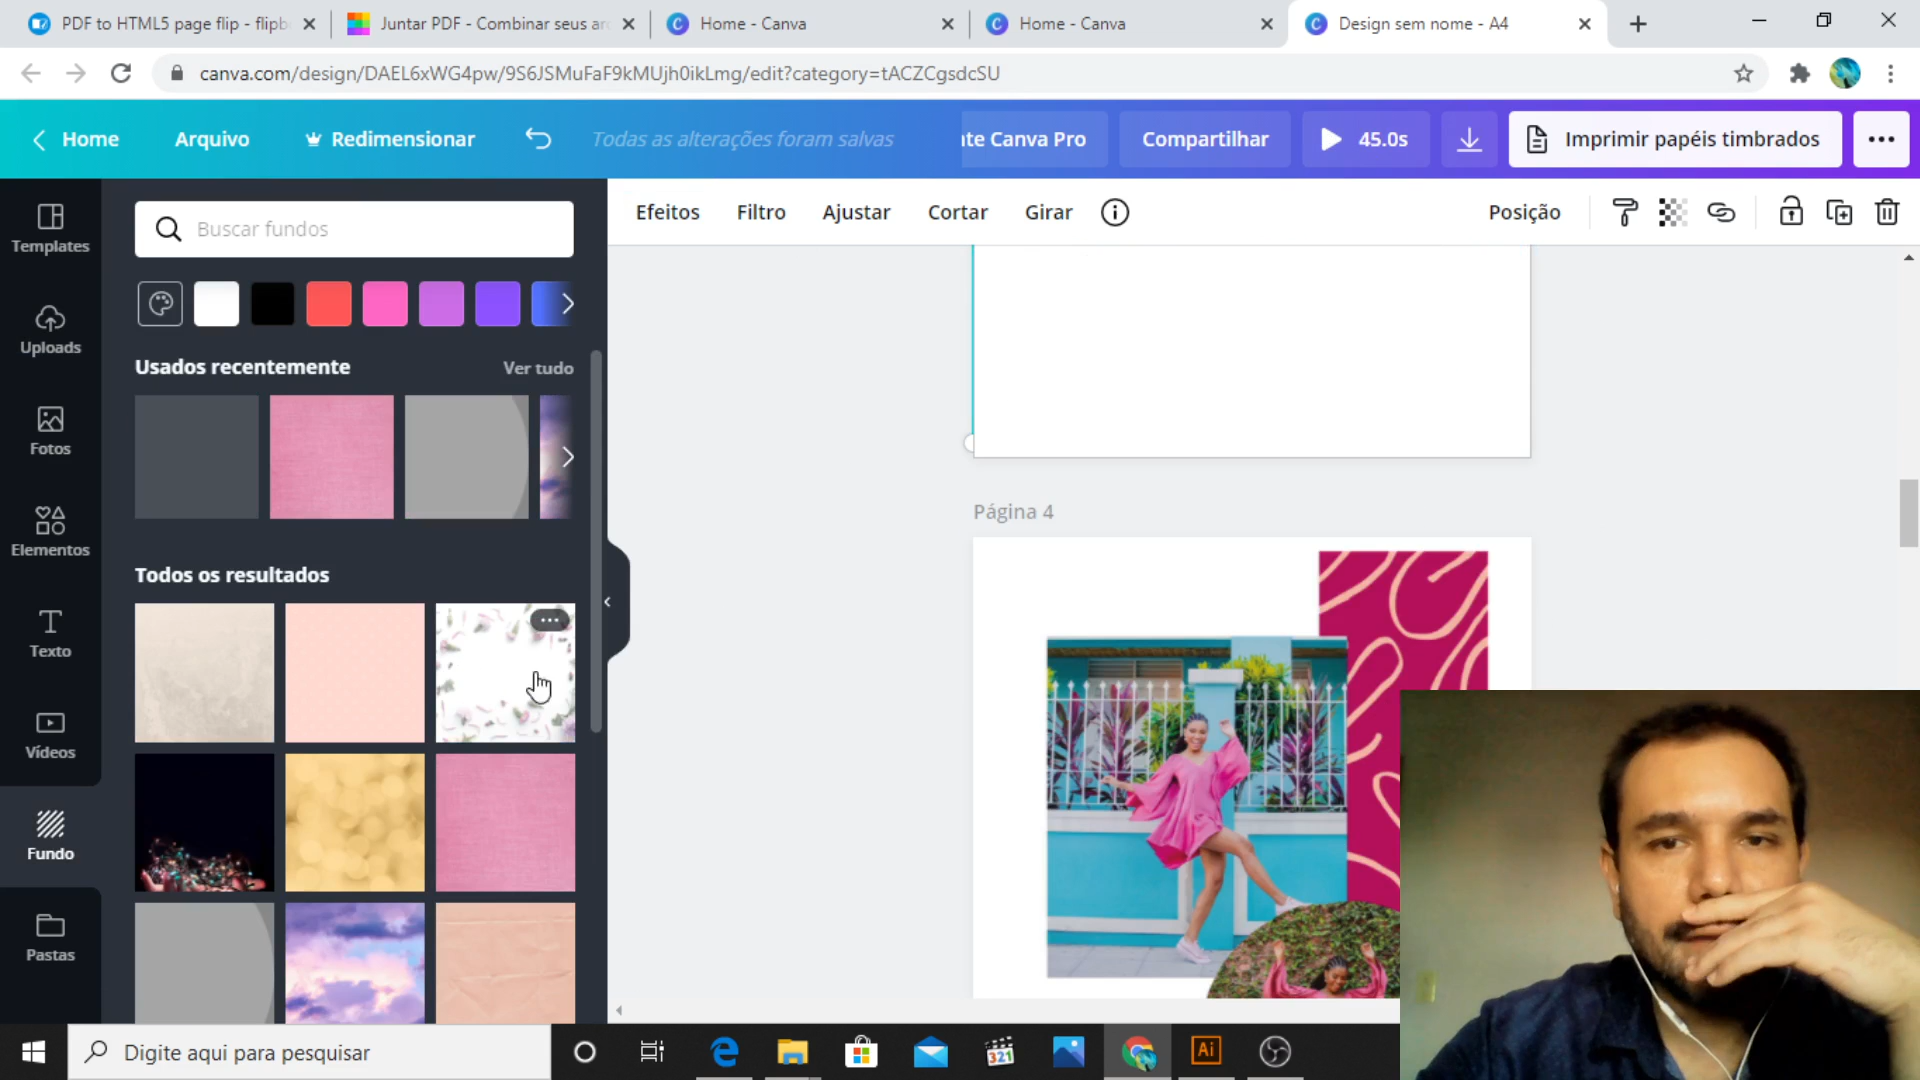 PDF to HTML5 page flip - flipb
Juntar PDF - Combinar seus ar
Home - Canva
Home - Canva
Design sem nome - A4
canva.com/design/DAEL6xWG4pw/9S6JSMuFaF9kMUjh0ikLmg/edit?category=tACZCgsdcSU
Home
Arquivo
Redimensionar
Todas as alterações foram salvas
te Canva Pro
Compartilhar
45.0s
Imprimir papéis timbrados
Templates
Uploads
Fotos
Elementos
Texto
Vídeos
Fundo
Pastas
Buscar fundos
Usados recentemente
Ver tudo
Todos os resultados
Efeitos
Filtro
Ajustar
Cortar
Girar
Posição
Página 4
Digite aqui para pesquisar
321
Ai